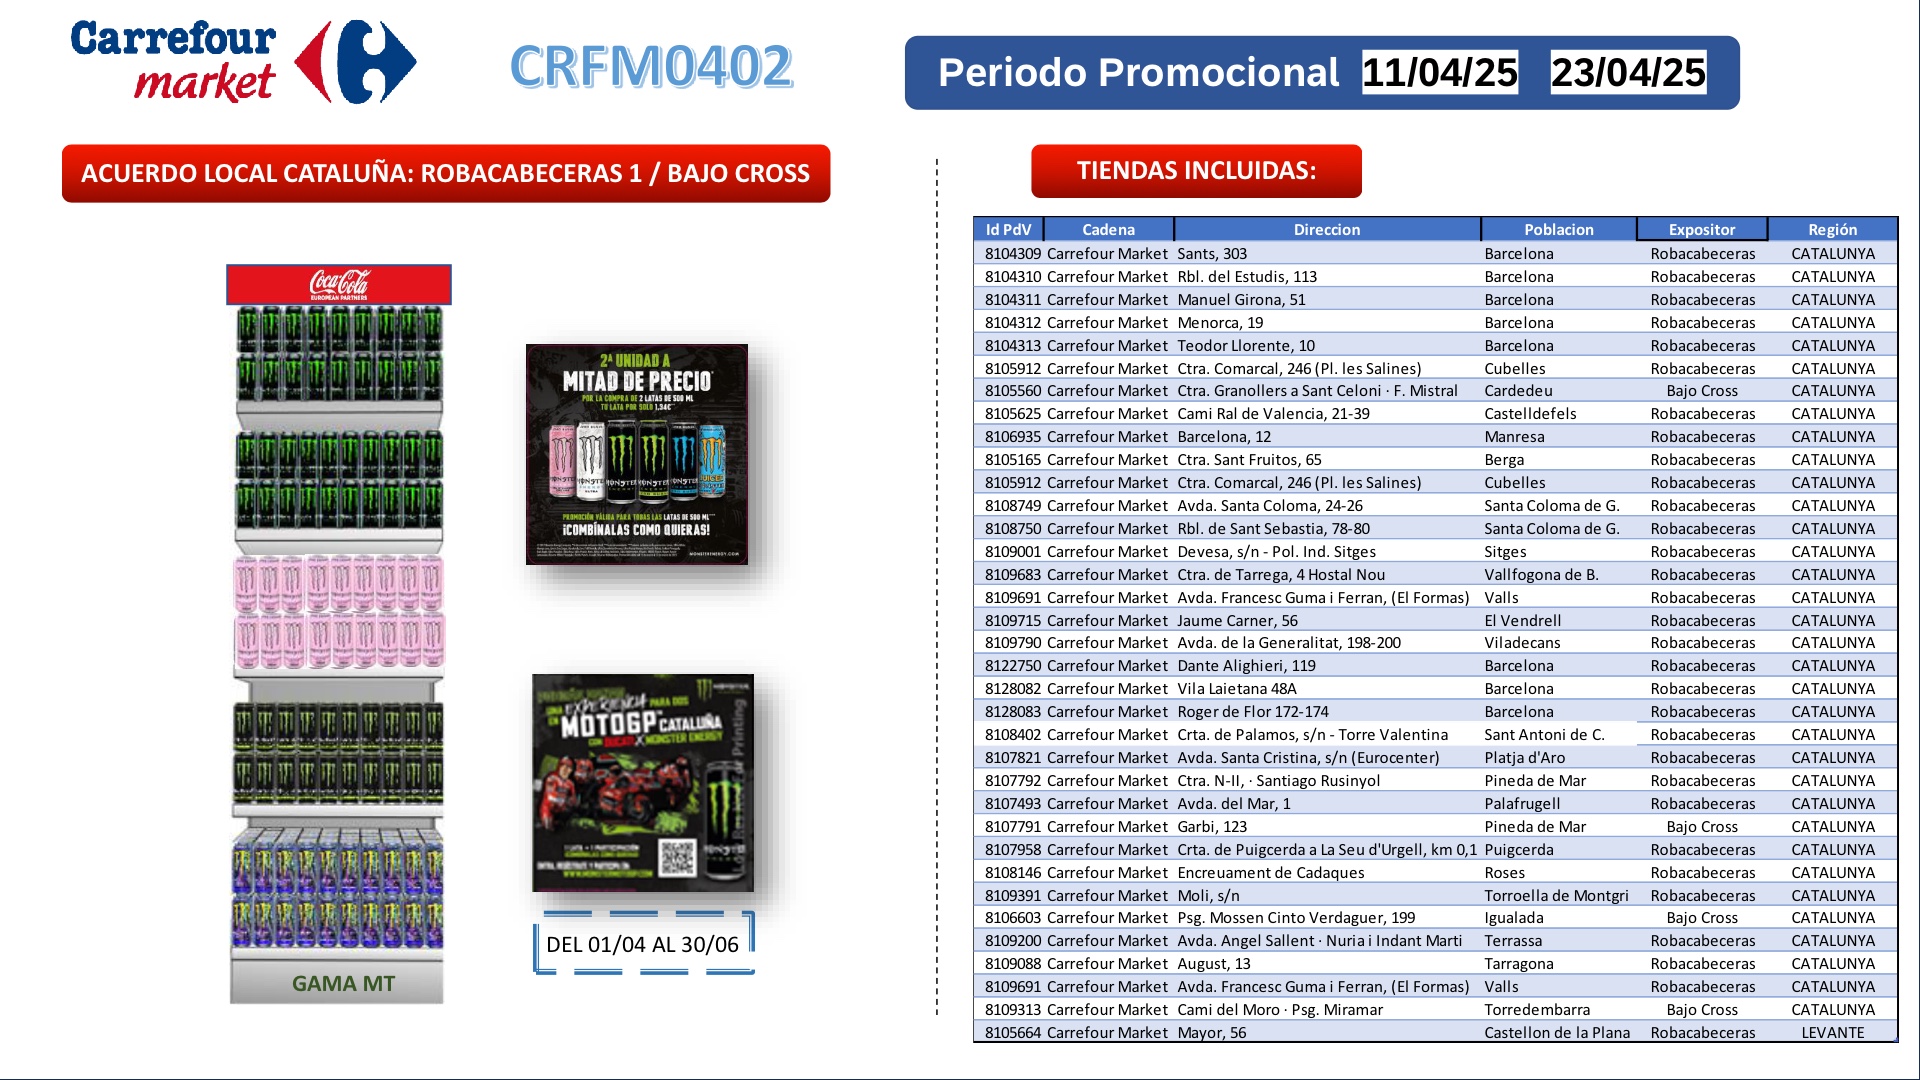 Carrefour
market
CRFM0402
Periodo Promocional 11/04/25 23/04/25
ACUERDO LOCAL CATALUÑA: ROBACABECERAS 1 / BAJO CROSS
Coca-Cola
EUROPEAN PARTNERS
GAMA MT
2ª UNIDAD A
MITAD DE PRECIO
POR LA COMPRA DE 2 LATAS DE 500 ML
TU LATA POR SOLO 1,34€
PROMOCIÓN VÁLIDA PARA TODAS LAS LATAS DE 500 ML
¡COMBÍNALAS COMO QUIERAS!
MONSTERENERGY.COM
UNA EXPERIENCIA PARA DOS
EN MOTOGP CATALUÑA
CON DUCATI X MONSTER ENERGY
DEL 01/04 AL 30/06
TIENDAS INCLUIDAS:
Id PdV Cadena Direccion Poblacion Expositor Región
8104309 Carrefour Market Sants, 303 Barcelona Robacabeceras CATALUNYA
8104310 Carrefour Market Rbl. del Estudis, 113 Barcelona Robacabeceras CATALUNYA
8104311 Carrefour Market Manuel Girona, 51 Barcelona Robacabeceras CATALUNYA
8104312 Carrefour Market Menorca, 19 Barcelona Robacabeceras CATALUNYA
8104313 Carrefour Market Teodor Llorente, 10 Barcelona Robacabeceras CATALUNYA
8105912 Carrefour Market Ctra. Comarcal, 246 (Pl. les Salines) Cubelles Robacabeceras CATALUNYA
8105560 Carrefour Market Ctra. Granollers a Sant Celoni · F. Mistral Cardedeu Bajo Cross CATALUNYA
8105625 Carrefour Market Cami Ral de Valencia, 21-39 Castelldefels Robacabeceras CATALUNYA
8106935 Carrefour Market Barcelona, 12 Manresa Robacabeceras CATALUNYA
8105165 Carrefour Market Ctra. Sant Fruitos, 65 Berga Robacabeceras CATALUNYA
8105912 Carrefour Market Ctra. Comarcal, 246 (Pl. les Salines) Cubelles Robacabeceras CATALUNYA
8108749 Carrefour Market Avda. Santa Coloma, 24-26 Santa Coloma de G. Robacabeceras CATALUNYA
8108750 Carrefour Market Rbl. de Sant Sebastia, 78-80 Santa Coloma de G. Robacabeceras CATALUNYA
8109001 Carrefour Market Devesa, s/n - Pol. Ind. Sitges Sitges Robacabeceras CATALUNYA
8109683 Carrefour Market Ctra. de Tarrega, 4 Hostal Nou Vallfogona de B. Robacabeceras CATALUNYA
8109691 Carrefour Market Avda. Francesc Guma i Ferran, (El Formas) Valls Robacabeceras CATALUNYA
8109715 Carrefour Market Jaume Carner, 56 El Vendrell Robacabeceras CATALUNYA
8109790 Carrefour Market Avda. de la Generalitat, 198-200 Viladecans Robacabeceras CATALUNYA
8122750 Carrefour Market Dante Alighieri, 119 Barcelona Robacabeceras CATALUNYA
8128082 Carrefour Market Vila Laietana 48A Barcelona Robacabeceras CATALUNYA
8128083 Carrefour Market Roger de Flor 172-174 Barcelona Robacabeceras CATALUNYA
8108402 Carrefour Market Crta. de Palamos, s/n - Torre Valentina Sant Antoni de C. Robacabeceras CATALUNYA
8107821 Carrefour Market Avda. Santa Cristina, s/n (Eurocenter) Platja d'Aro Robacabeceras CATALUNYA
8107792 Carrefour Market Ctra. N-II, · Santiago Rusinyol Pineda de Mar Robacabeceras CATALUNYA
8107493 Carrefour Market Avda. del Mar, 1 Palafrugell Robacabeceras CATALUNYA
8107791 Carrefour Market Garbi, 123 Pineda de Mar Bajo Cross CATALUNYA
8107958 Carrefour Market Crta. de Puigcerda a La Seu d'Urgell, km 0,1 Puigcerda Robacabeceras CATALUNYA
8108146 Carrefour Market Encreuament de Cadaques Roses Robacabeceras CATALUNYA
8109391 Carrefour Market Moli, s/n Torroella de Montgri Robacabeceras CATALUNYA
8106603 Carrefour Market Psg. Mossen Cinto Verdaguer, 199 Igualada Bajo Cross CATALUNYA
8109200 Carrefour Market Avda. Angel Sallent · Nuria i Indant Marti Terrassa Robacabeceras CATALUNYA
8109088 Carrefour Market August, 13 Tarragona Robacabeceras CATALUNYA
8109691 Carrefour Market Avda. Francesc Guma i Ferran, (El Formas) Valls Robacabeceras CATALUNYA
8109313 Carrefour Market Cami del Moro · Psg. Miramar Torredembarra Bajo Cross CATALUNYA
8105664 Carrefour Market Mayor, 56 Castellon de la Plana Robacabeceras LEVANTE